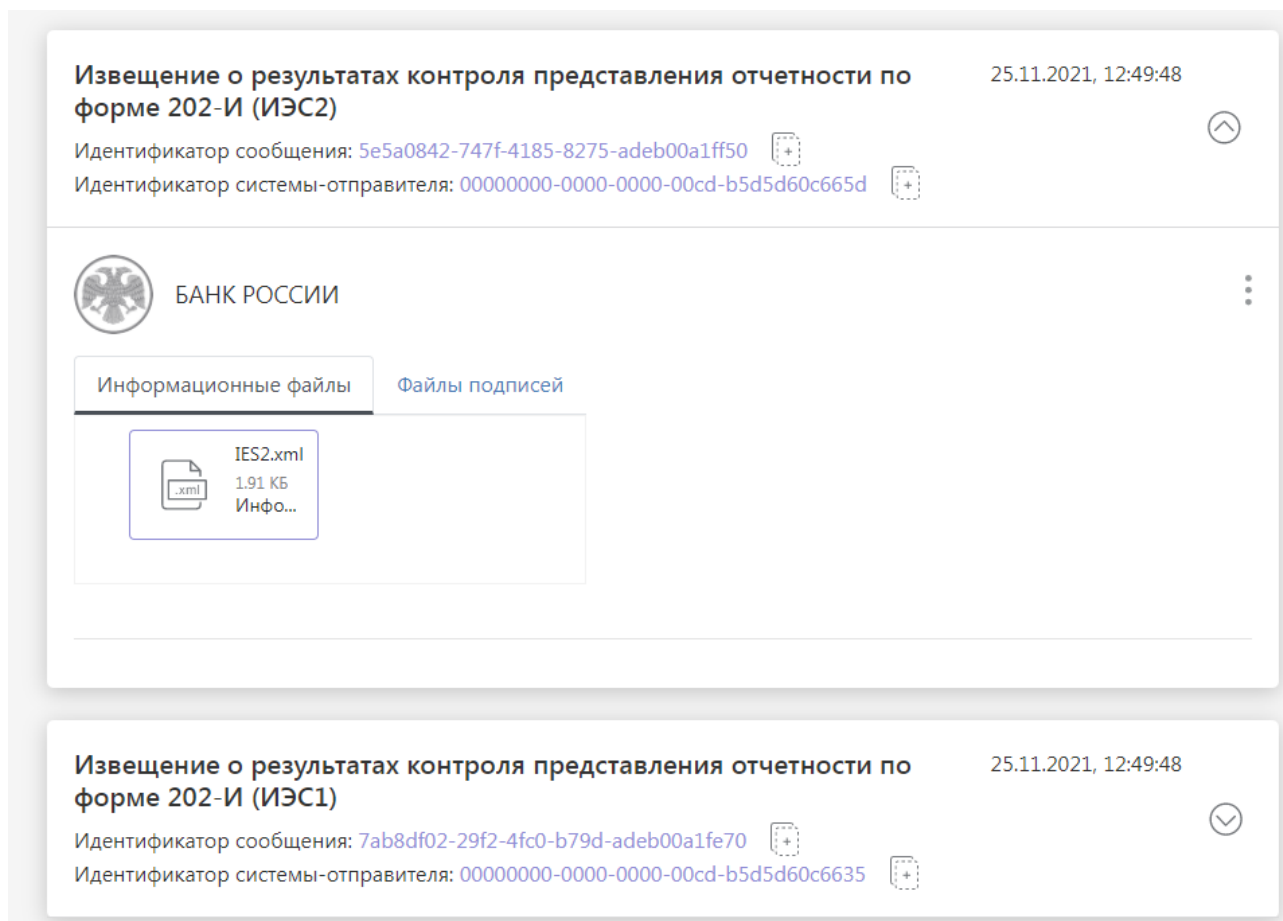 Извещение о результатах контроля представления отчетности по
форме 202-И (ИЭС2)
25.11.2021, 12:49:48
Идентификатор сообщения: 5e5a0842-747f-4185-8275-adeb00a1ff50
Идентификатор системы-отправителя: 00000000-0000-0000-00cd-b5d5d60c665d
БАНК РОССИИ
Информационные файлы
Файлы подписей
IES2.xml
.xml
1.91 КБ
Инфо...
Извещение о результатах контроля представления отчетности по
форме 202-И (ИЭС1)
25.11.2021, 12:49:48
Идентификатор сообщения: 7ab8df02-29f2-4fc0-b79d-adeb00a1fe70
Идентификатор системы-отправителя: 00000000-0000-0000-00cd-b5d5d60c6635